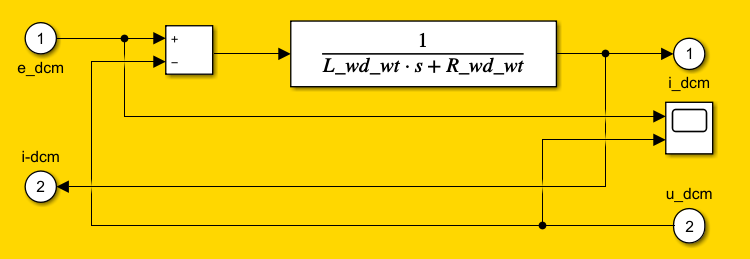 1
e_dcm
+
−
1
L_wd_wt · s + R_wd_wt
1
i_dcm
i-dcm
2
u_dcm
2